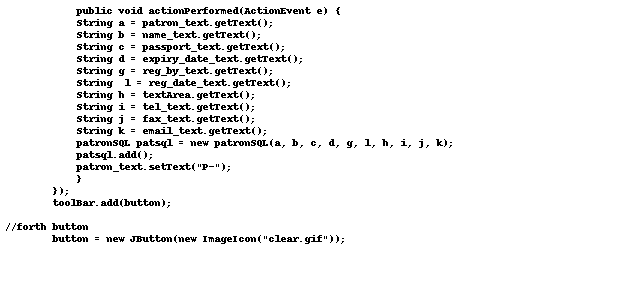 public void actionPerformed(ActionEvent e) {
String a = patron_text.getText();
String b = name_text.getText();
String c = passport_text.getText();
String d = expiry_date_text.getText();
String g = reg_by_text.getText();
String  l = reg_date_text.getText();
String h = textArea.getText();
String i = tel_text.getText();
String j = fax_text.getText();
String k = email_text.getText();
patronSQL patsql = new patronSQL(a, b, c, d, g, l, h, i, j, k);
patsql.add();
patron_text.setText("P-");
}
});
toolBar.add(button);
//forth button
button = new JButton(new ImageIcon("clear.gif"));